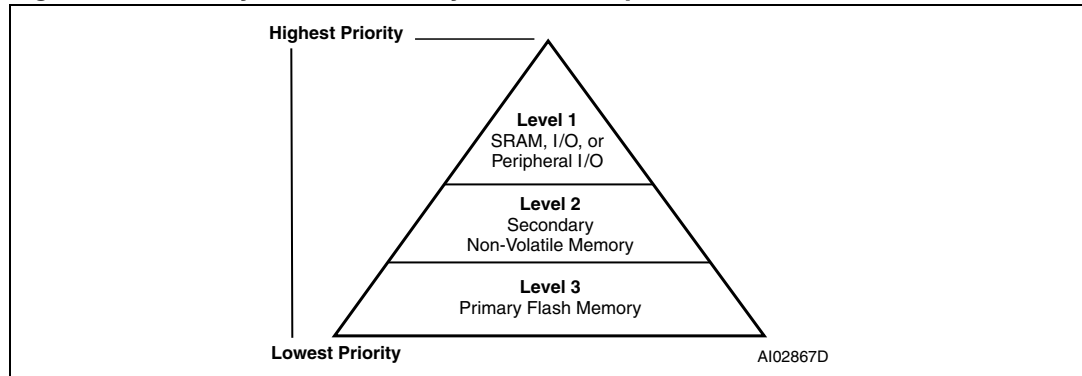 Highest Priority
Level 1
SRAM, I/O, or
Peripheral I/O
Level 2
Secondary
Non-Volatile Memory
Level 3
Primary Flash Memory
Lowest Priority
AI02867D